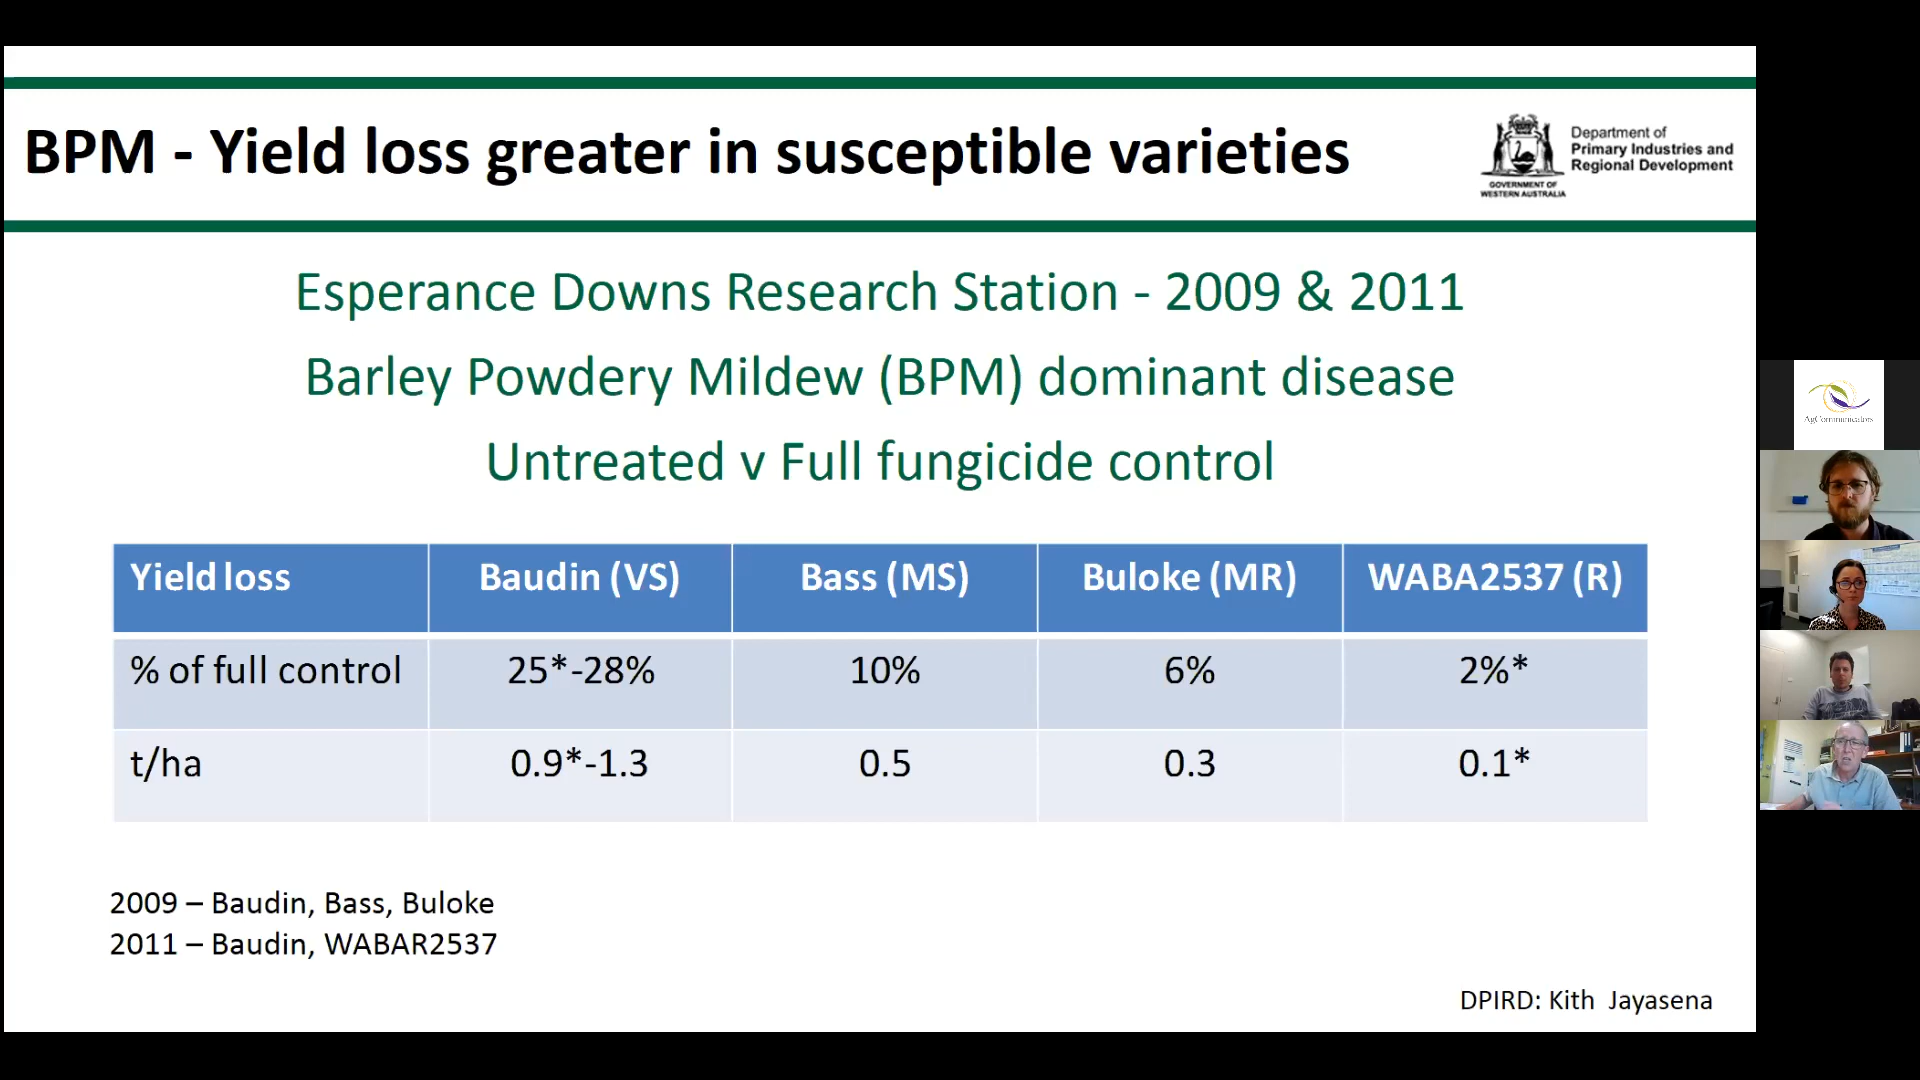 BPM - Yield loss greater in susceptible varieties
Department of
Primary Industries and
Regional Development
GOVERNMENT OF
WESTERN AUSTRALIA
Esperance Downs Research Station - 2009 & 2011
Barley Powdery Mildew (BPM) dominant disease
Untreated v Full fungicide control
Yield loss Baudin (VS) Bass (MS) Buloke (MR) WABA2537 (R)
% of full control 25*-28% 10% 6% 2%*
t/ha 0.9*-1.3 0.5 0.3 0.1*
2009 – Baudin, Bass, Buloke
2011 – Baudin, WABAR2537
DPIRD: Kith Jayasena
AgCommunicators